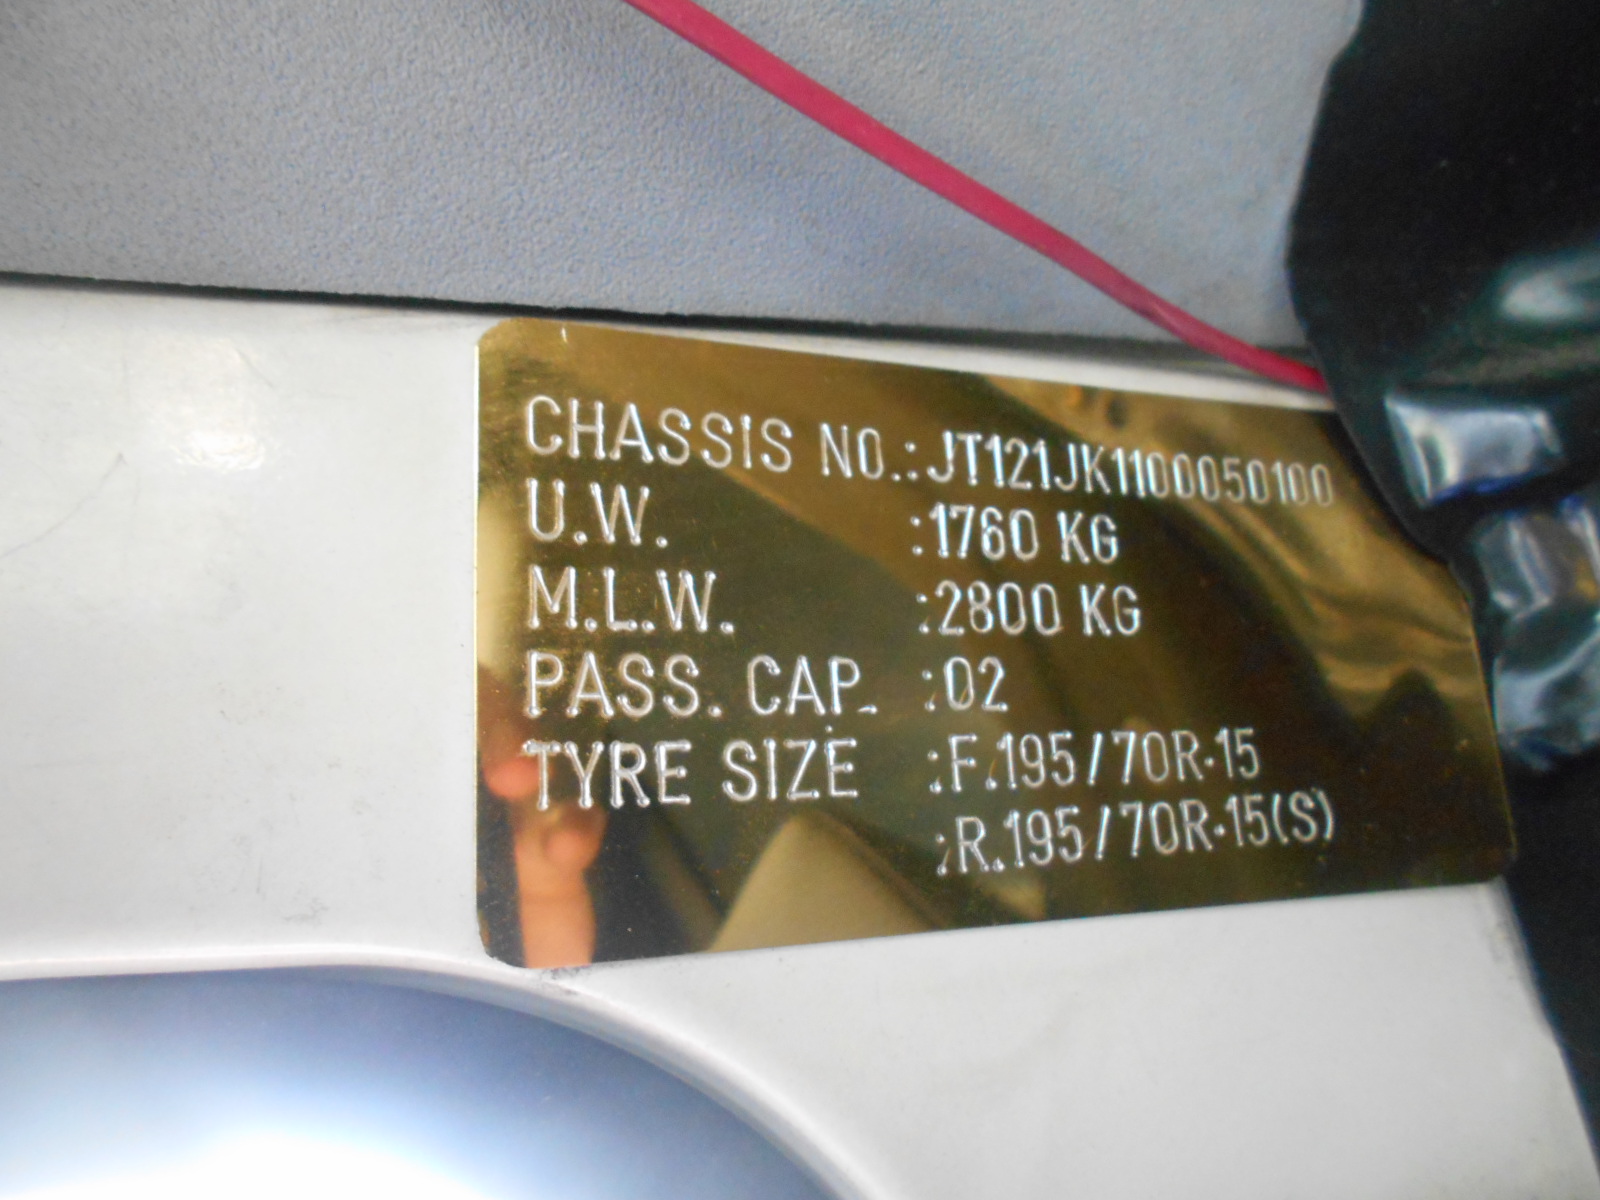 CHASSIS NO.:JT121JK1100050100
U.W. :1760 KG
M.L.W. :2800 KG
PASS. CAP. :02
TYRE SIZE :F.195/70R-15
:R.195/70R-15(S)